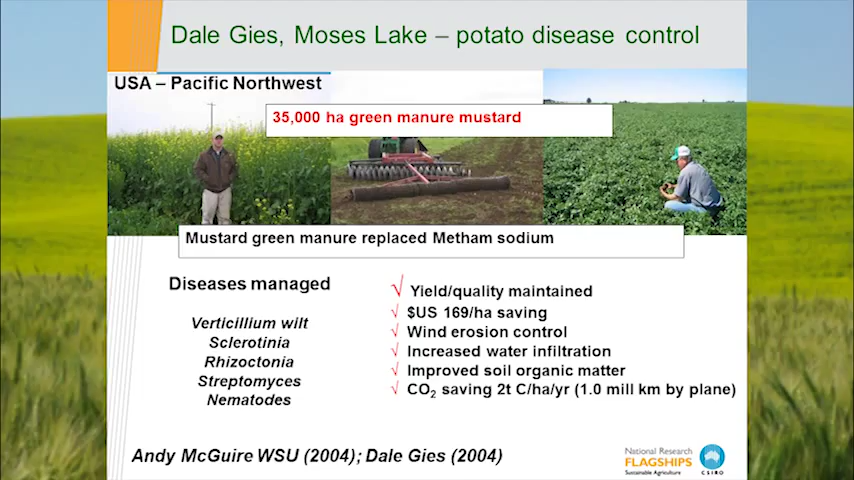 Dale Gies, Moses Lake – potato disease control
USA – Pacific Northwest
35,000 ha green manure mustard
Mustard green manure replaced Metham sodium
Diseases managed
Verticillium wilt
Sclerotinia
Rhizoctonia
Streptomyces
Nematodes
√ Yield/quality maintained
√ $US 169/ha saving
√ Wind erosion control
√ Increased water infiltration
√ Improved soil organic matter
√ CO₂ saving 2t C/ha/yr (1.0 mill km by plane)
Andy McGuire WSU (2004); Dale Gies (2004)
National Research
FLAGSHIPS
Sustainable Agriculture
CSIRO